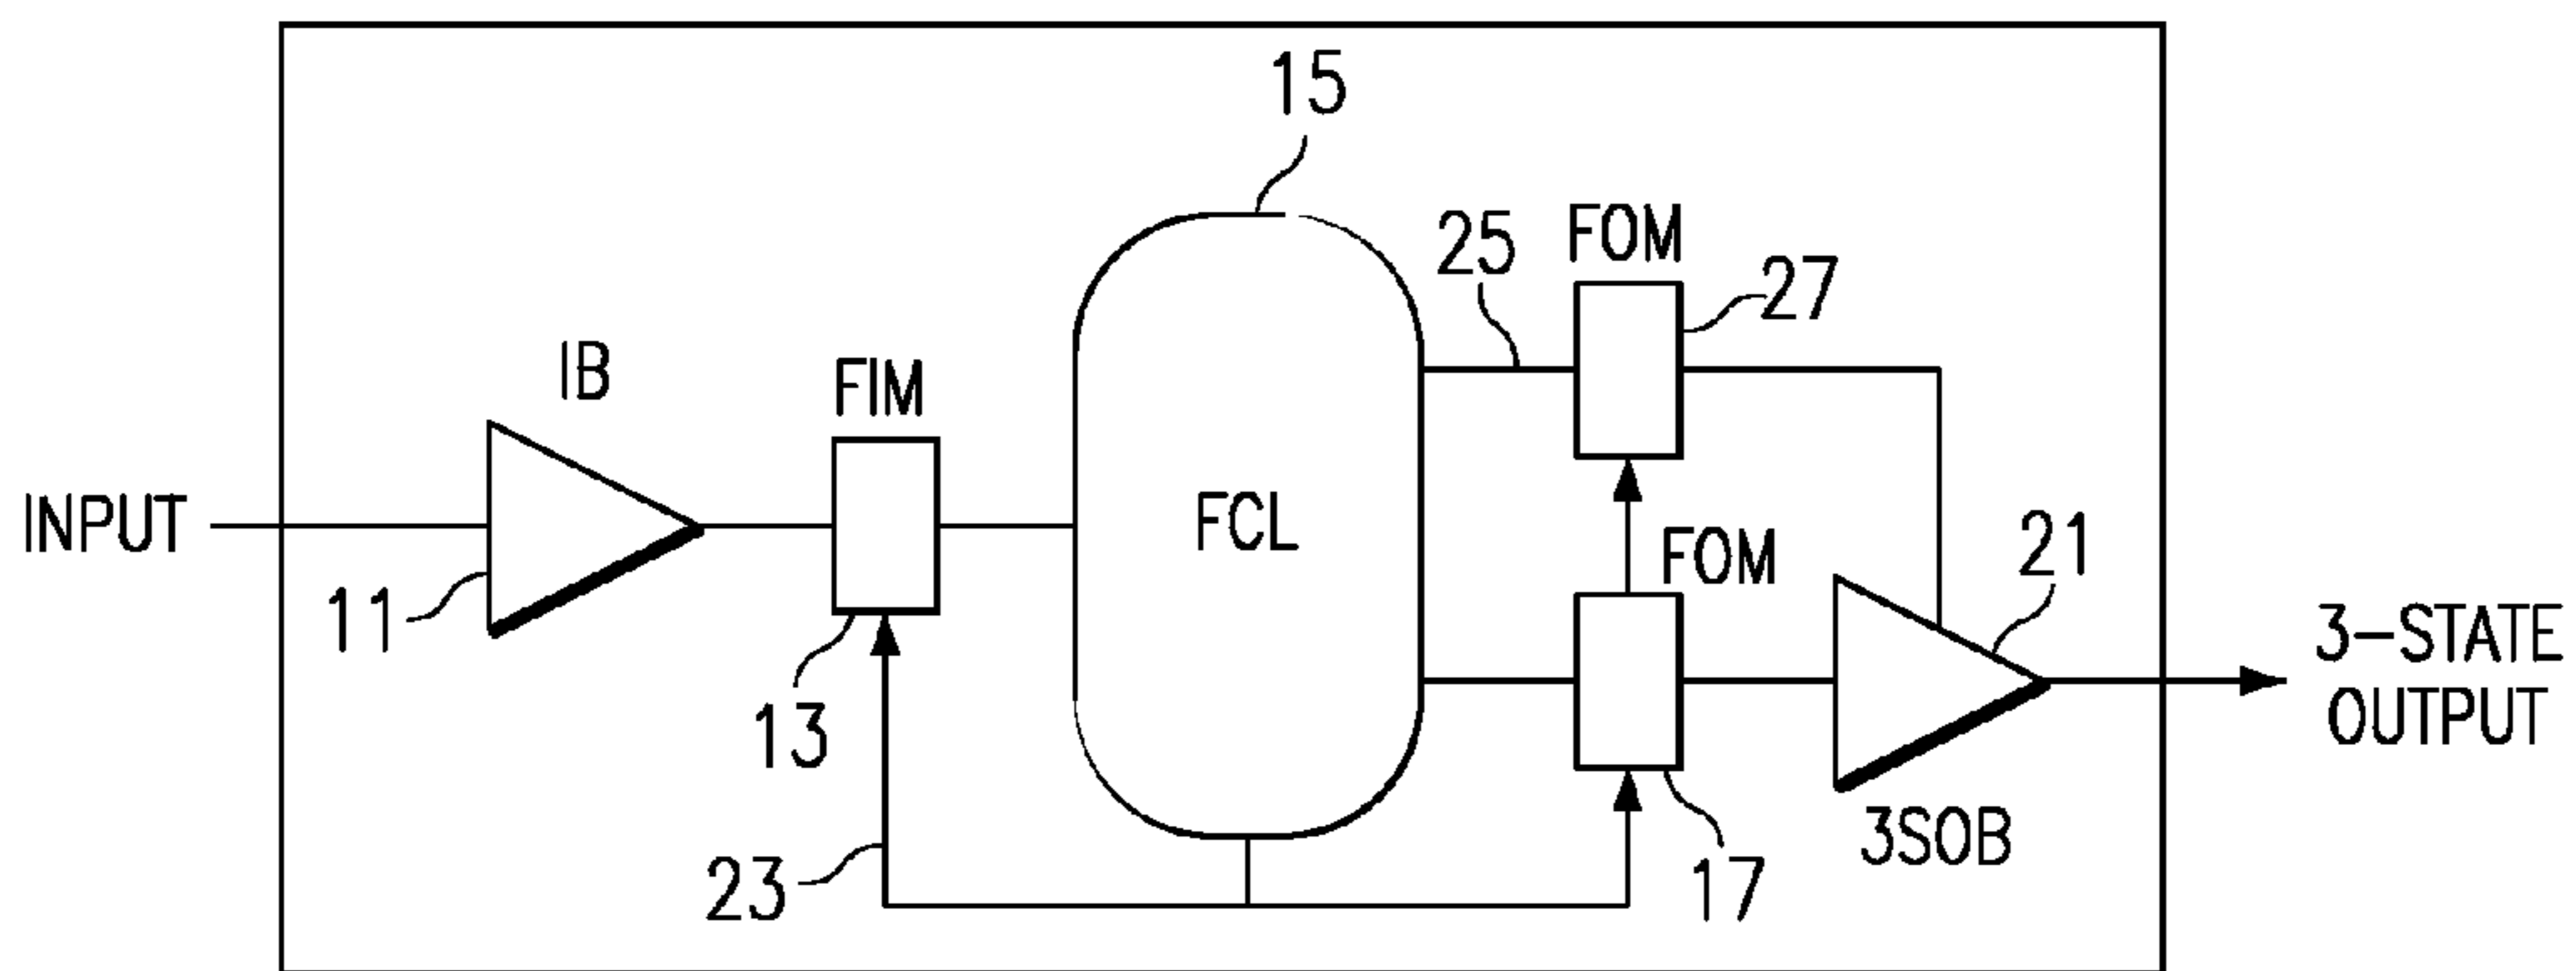 15
25
FOM
27
IB
FIM
INPUT
FCL
FOM
21
11
3-STATE
OUTPUT
13
3SOB
23
17